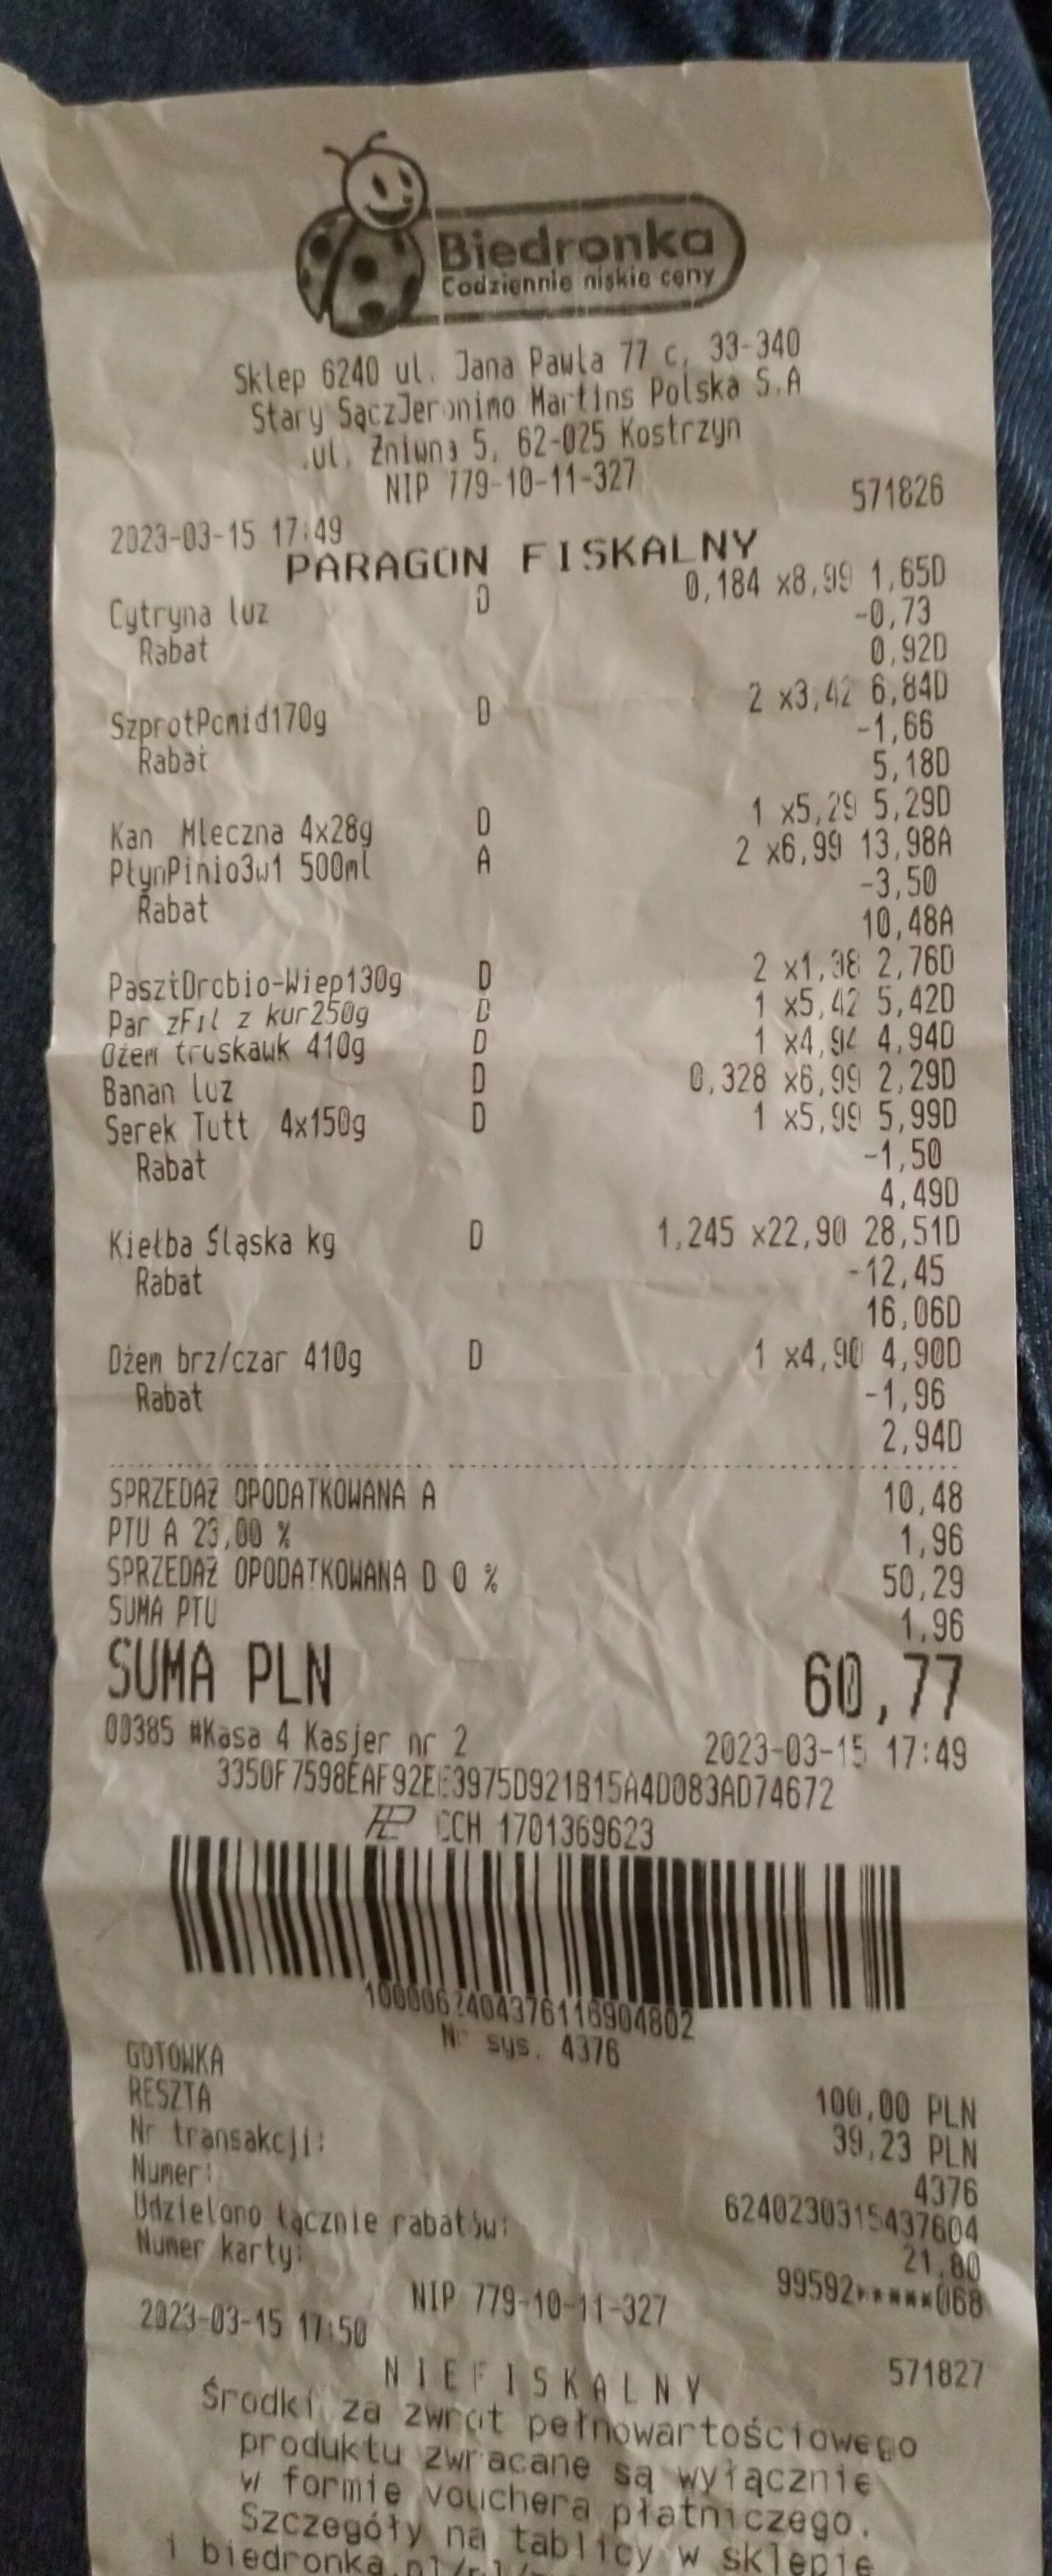 Biedronka
Codziennie niskie ceny
Sklep 6240 ul. Jana Pawła 77 c, 33-340
Stary SączJeronimo Martins Polska S.A
.ul. Żniwna 5, 62-025 Kostrzyn
NIP 779-10-11-327
2023-03-15 17:49 571826
PARAGON FISKALNY
Cytryna luz D 0,184 x8,99 1,65D
Rabat -0,73
0,92D
SzprotPomid170g D 2 x3,42 6,84D
Rabat -1,66
5,18D
Kan Mleczna 4x28g D 1 x5,29 5,29D
PłynPinio3w1 500ml A 2 x6,99 13,98A
Rabat -3,50
10,48A
PasztDrobio-Wiep130g D 2 x1,38 2,76D
Par zFil z kur250g D 1 x5,42 5,42D
Dżem truskawk 410g D 1 x4,94 4,94D
Banan luz D 0,328 x6,99 2,29D
Serek Tutt 4x150g D 1 x5,99 5,99D
Rabat -1,50
4,49D
Kiełba Śląska kg D 1,245 x22,90 28,51D
Rabat -12,45
16,06D
Dżem brz/czar 410g D 1 x4,90 4,90D
Rabat -1,96
2,94D
SPRZEDAŻ OPODATKOWANA A 10,48
PTU A 23,00 % 1,96
SPRZEDAŻ OPODATKOWANA D 0 % 50,29
SUMA PTU 1,96
SUMA PLN 60,77
00385 #Kasa 4 Kasjer nr 2 2023-03-15 17:49
CCH 1701369623
Nr sys. 4376
GOTÓWKA 100,00 PLN
RESZTA 39,23 PLN
Nr transakcji: 4376
Numer: 6240230315437604
Udzielono łącznie rabatów: 21,80
Numer karty: 99592*****068
NIP 779-10-11-327
2023-03-15 17:50 571827
NIEFISKALNY
Środki za zwrot pełnowartościowego
produktu zwracane są wyłącznie
w formie vouchera płatniczego.
Szczegóły na tablicy w sklepie